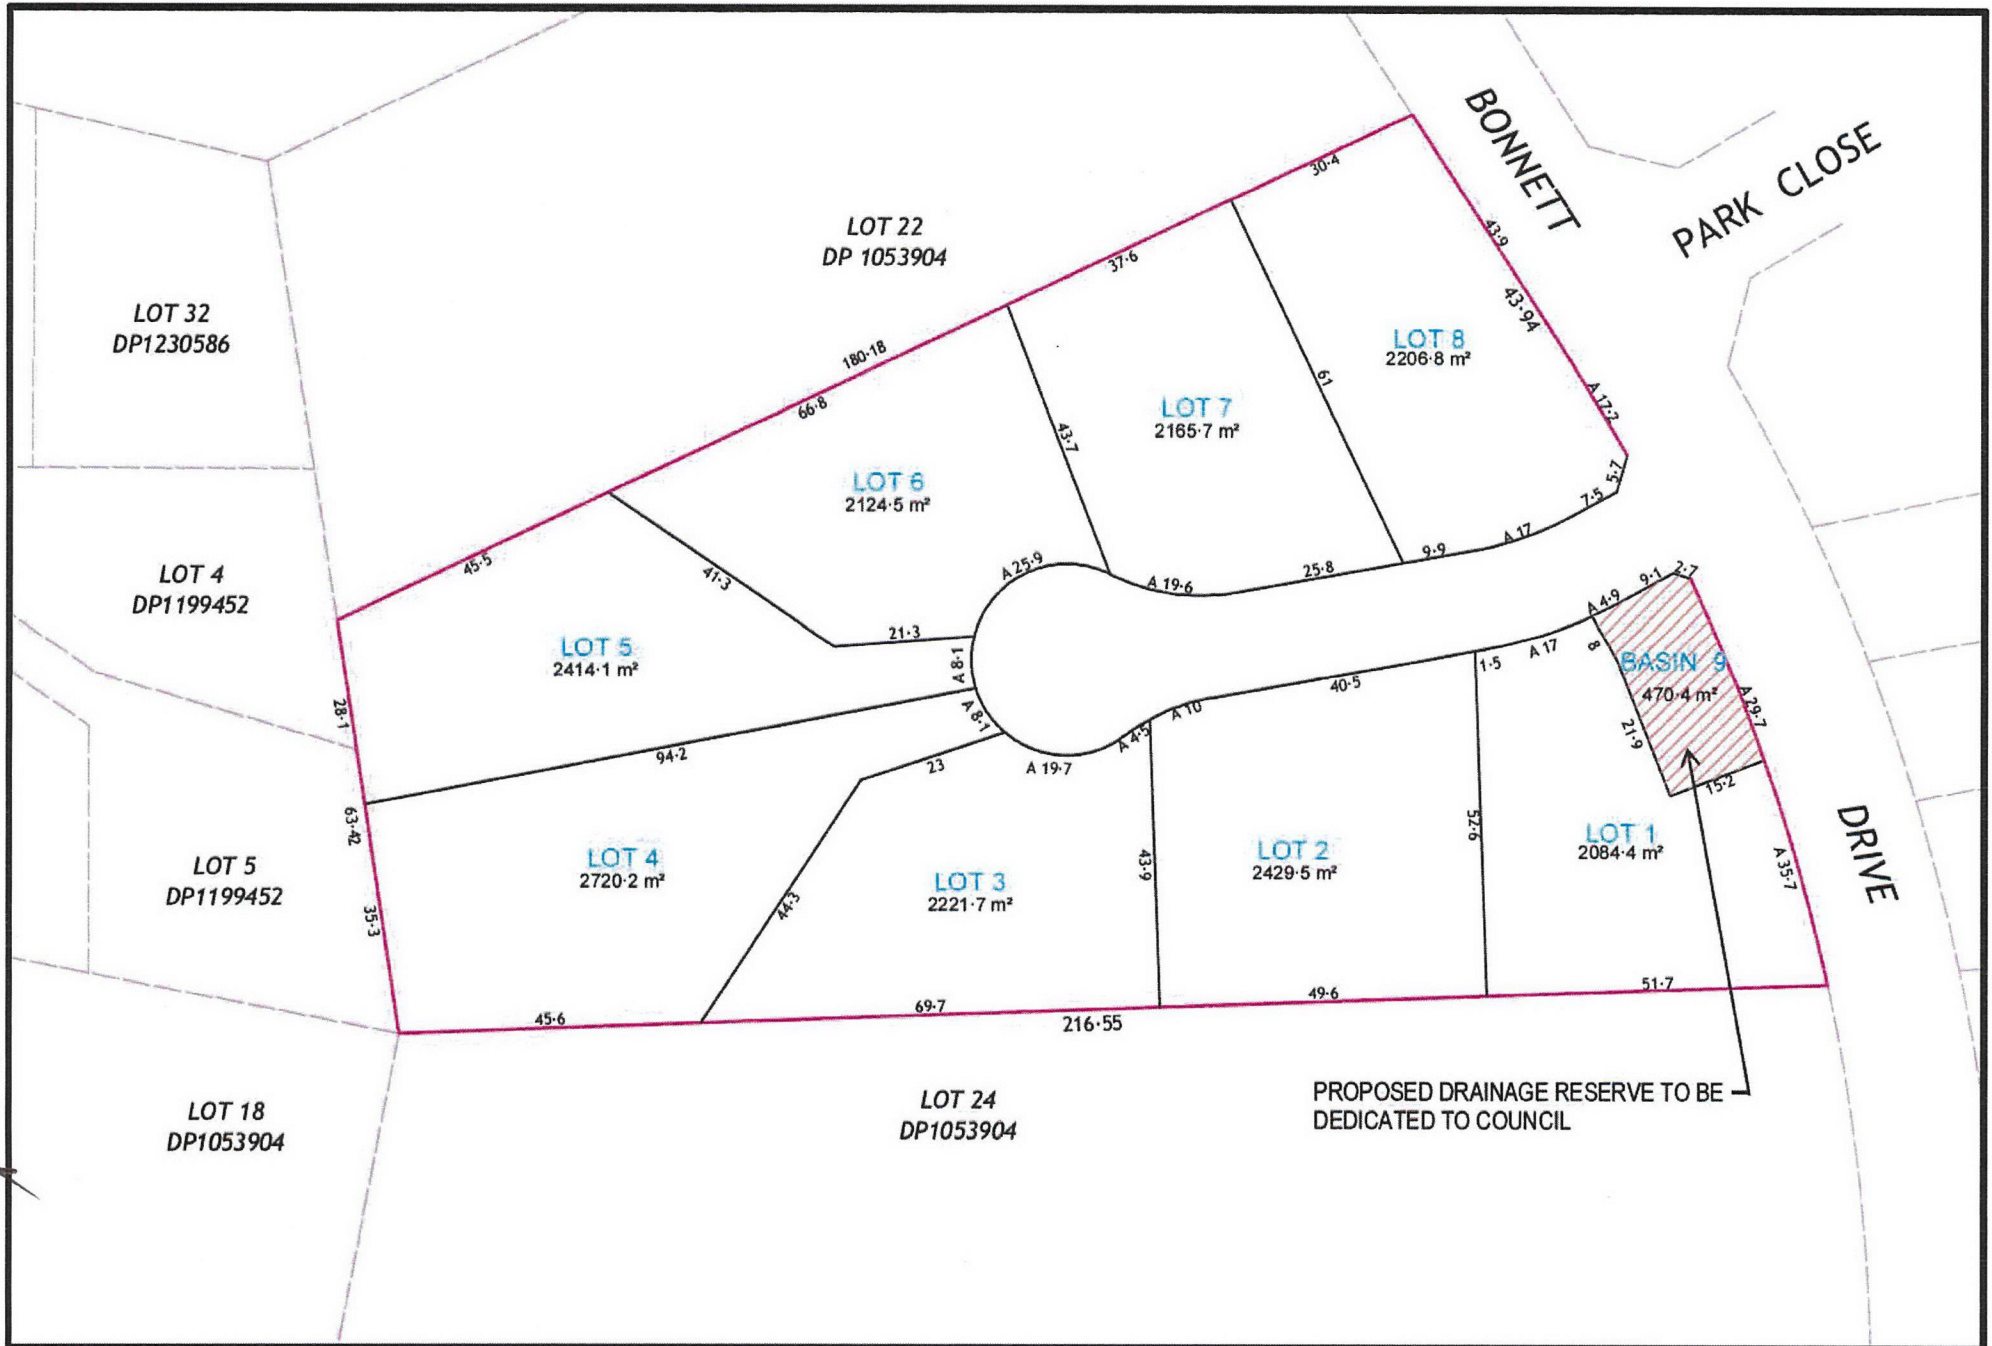 BONNETT
PARK CLOSE
30·4
LOT 22
DP 1053904
37·6
43·9
43·94
LOT 32
DP1230586
180·18
66·8
LOT 8
2206·8 m²
61
A 17·2
LOT 7
2165·7 m²
43·7
LOT 6
2124·5 m²
5·7
7·5
A 17
9·9
45·5
41·3
A 25·9
A 19·6
25·8
LOT 4
DP1199452
2·7
9·1
A 4·9
21·3
LOT 5
2414·1 m²
A 8·1
8
A 17
1·5
BASIN 9
470·4 m²
40·5
28·1
94·2
A 8·1
A 10
A 4·5
A 29·7
21·9
23
A 19·7
15·2
63·42
52·6
LOT 1
2084·4 m²
DRIVE
LOT 5
DP1199452
LOT 4
2720·2 m²
LOT 3
2221·7 m²
43·9
LOT 2
2429·5 m²
A 35·7
35·3
44·3
45·6
69·7
216·55
49·6
51·7
LOT 18
DP1053904
LOT 24
DP1053904
PROPOSED DRAINAGE RESERVE TO BE
DEDICATED TO COUNCIL